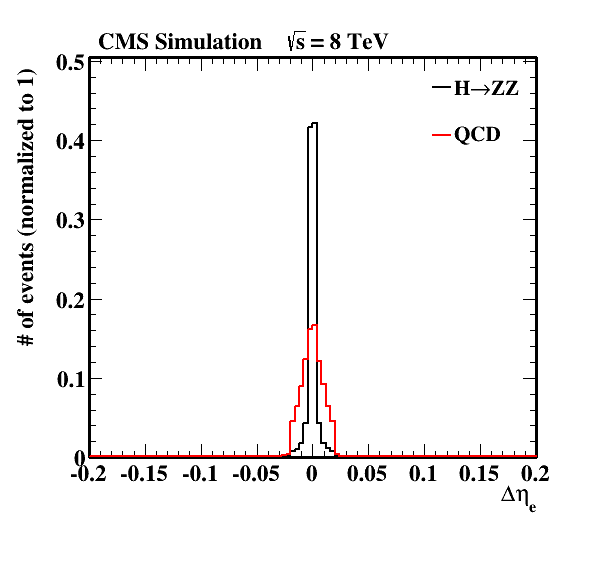 CMS Simulation √s = 8 TeV
# of events (normalized to 1)
0.5
0.4
0.3
0.2
0.1
0
H→ZZ
QCD
-0.2 -0.15 -0.1 -0.05 0 0.05 0.1 0.15 0.2
Δη_e